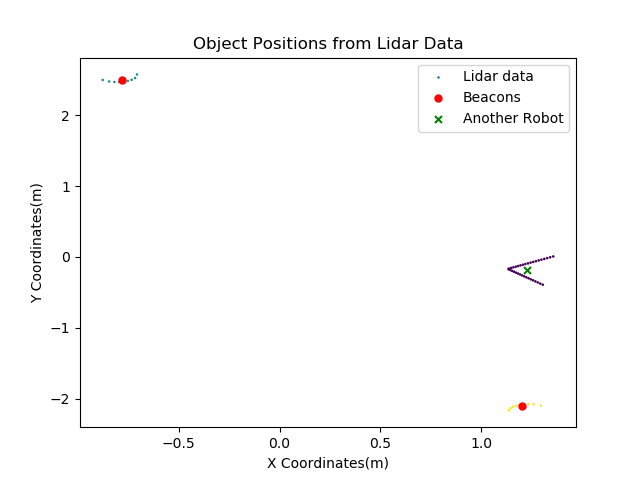 Object Positions from Lidar Data
Lidar data
Beacons
Another Robot
Y Coordinates(m)
2
1
0
−1
−2
−0.5
0.0
0.5
1.0
X Coordinates(m)